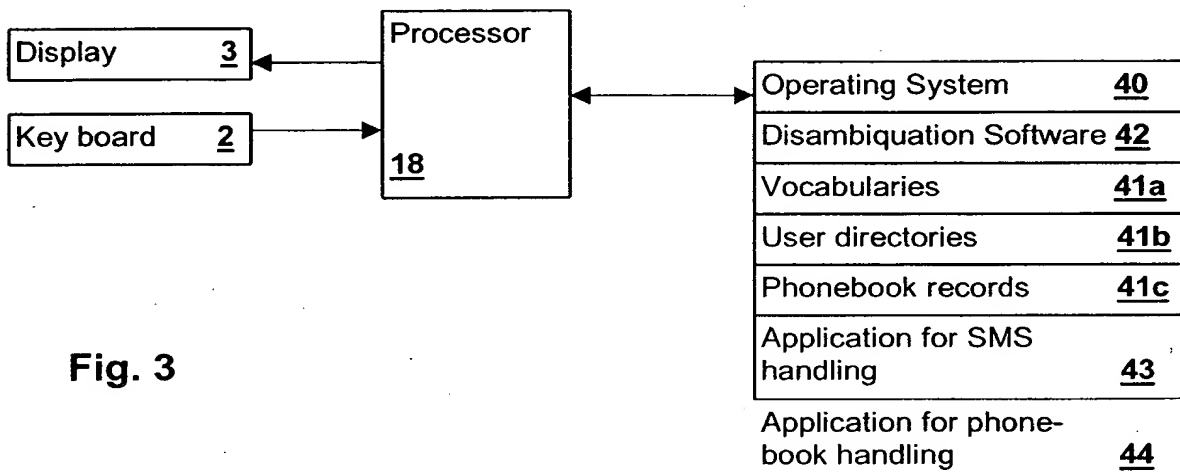 Display 3
Key board 2
Processor
18
Operating System 40
Disambiquation Software 42
Vocabularies 41a
User directories 41b
Phonebook records 41c
Application for SMS
handling 43
Application for phone-
book handling 44
Fig. 3